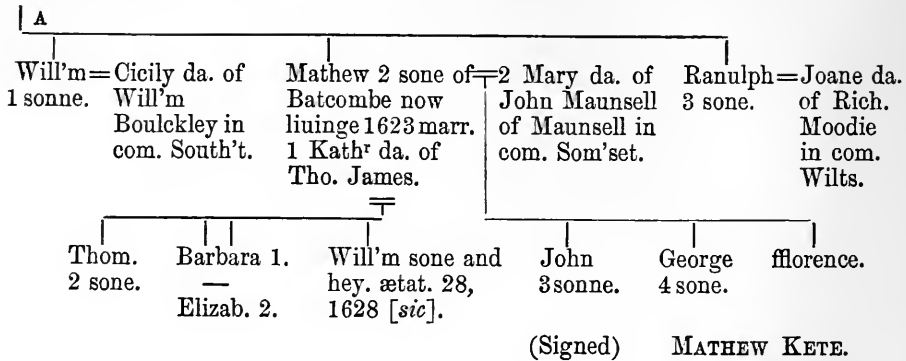 A
Will'm = Cicily da. of
1 sonne. Will'm
Boulckley in
com. South't.
Mathew 2 sone of = 2 Mary da. of
Batcombe now John Maunsell
liuinge 1623 marr. of Maunsell in
1 Kathʳ da. of com. Som'set.
Tho. James.
Ranulph = Joane da.
3 sone. of Rich.
Moodie
in com.
Wilts.
Thom.
2 sone.
Barbara 1.
—
Elizab. 2.
Will'm sone and
hey. ætat. 28,
1628 [sic].
John
3 sonne.
George
4 sone.
fflorence.
(Signed) MATHEW KETE.